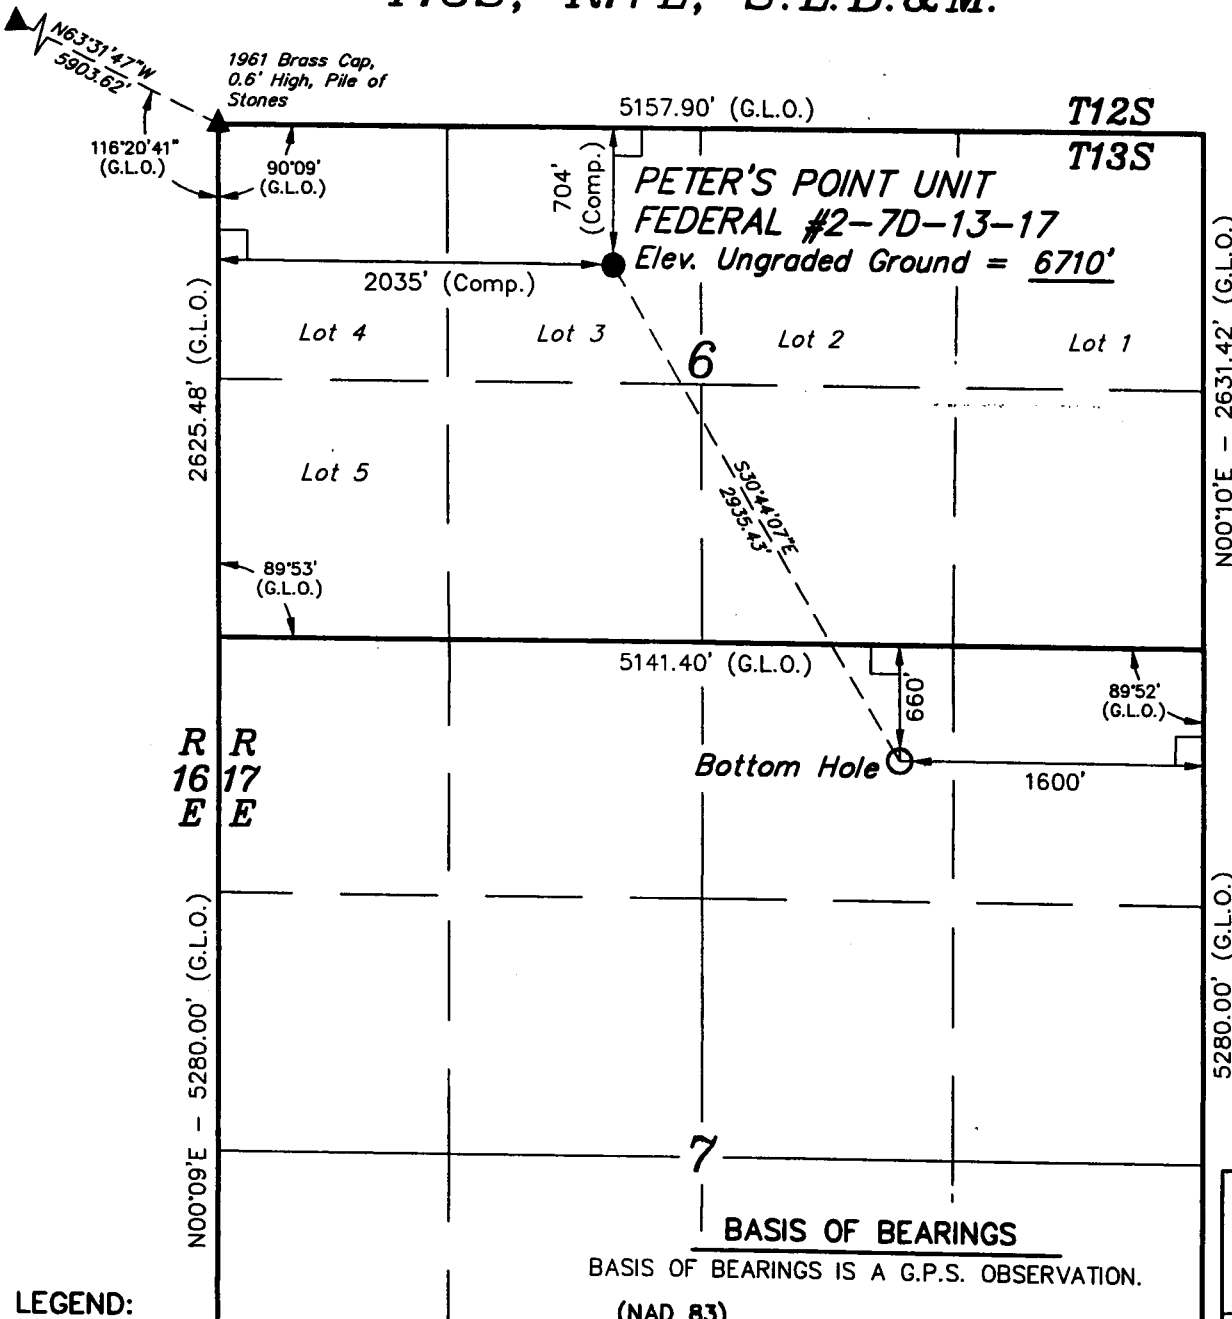 N63°31'47"W
5903.62'
1961 Brass Cap,
0.6' High, Pile of
Stones
5157.90' (G.L.O.)
T12S
T13S
116°20'41"
(G.L.O.)
90°09'
(G.L.O.)
704'
(Comp.)
PETER'S POINT UNIT
FEDERAL #2-7D-13-17
Elev. Ungraded Ground = 6710'
2035' (Comp.)
2625.48' (G.L.O.)
N00°10'E - 2631.42' (G.L.O.)
Lot 4
Lot 3
Lot 2
Lot 1
6
Lot 5
S30°44'07"E
2935.43'
89°53'
(G.L.O.)
5141.40' (G.L.O.)
660'
89°52'
(G.L.O.)
R R
16 17
E E
Bottom Hole
1600'
N00°09'E - 5280.00' (G.L.O.)
5280.00' (G.L.O.)
7
BASIS OF BEARINGS
BASIS OF BEARINGS IS A G.P.S. OBSERVATION.
LEGEND:
(NAD 83)